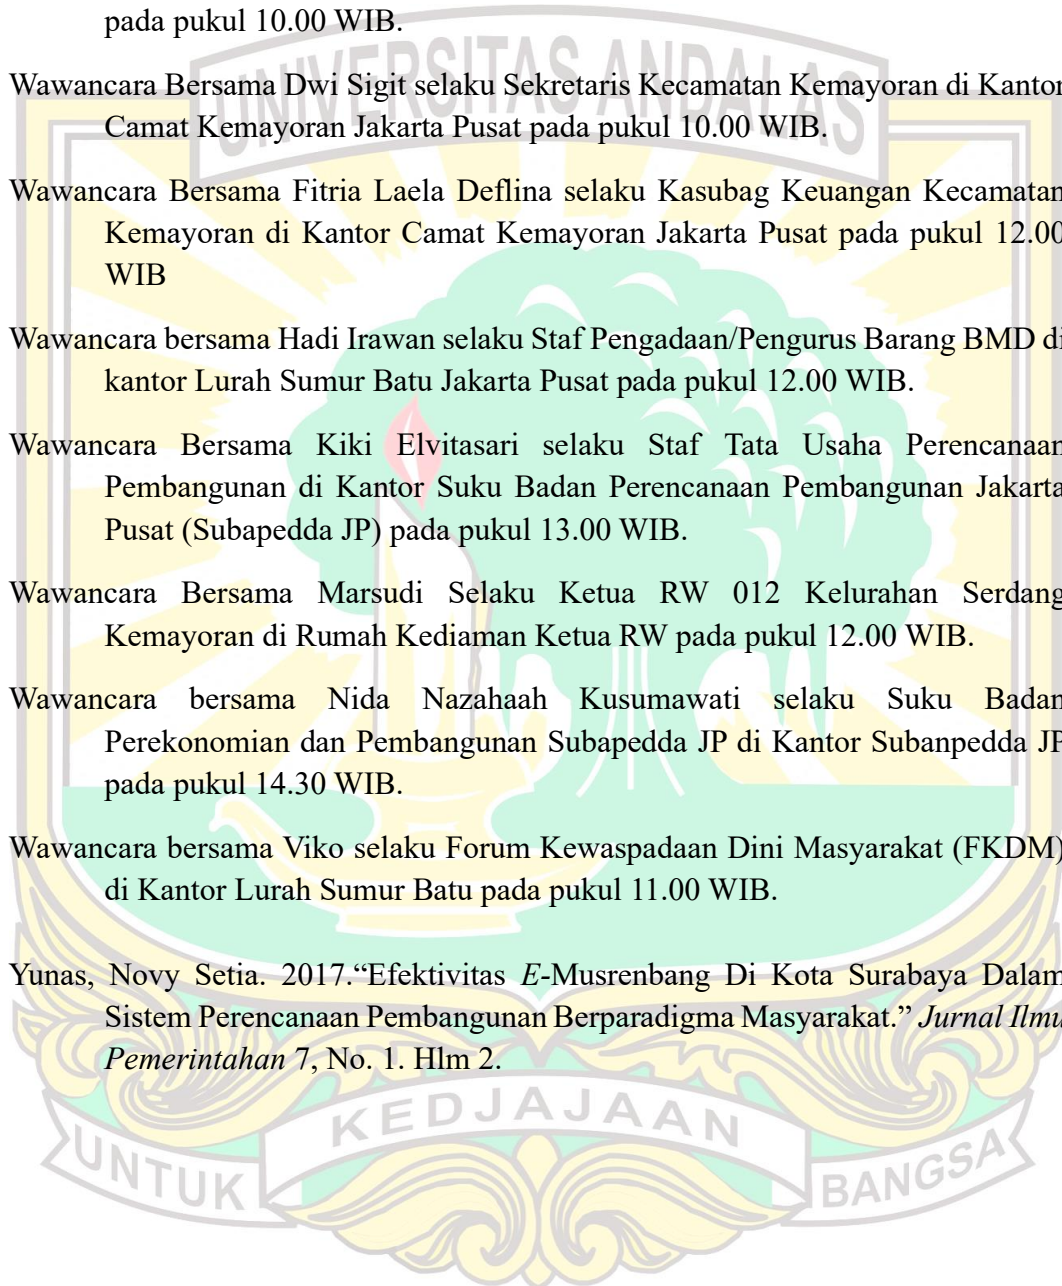 pada pukul 10.00 WIB.
UNIVERSITAS ANDALAS
Wawancara Bersama Dwi Sigit selaku Sekretaris Kecamatan Kemayoran di Kantor
Camat Kemayoran Jakarta Pusat pada pukul 10.00 WIB.
Wawancara Bersama Fitria Laela Deflina selaku Kasubag Keuangan Kecamatan
Kemayoran di Kantor Camat Kemayoran Jakarta Pusat pada pukul 12.00
WIB
Wawancara bersama Hadi Irawan selaku Staf Pengadaan/Pengurus Barang BMD di
kantor Lurah Sumur Batu Jakarta Pusat pada pukul 12.00 WIB.
Wawancara Bersama Kiki Elvitasari selaku Staf Tata Usaha Perencanaan
Pembangunan di Kantor Suku Badan Perencanaan Pembangunan Jakarta
Pusat (Subapedda JP) pada pukul 13.00 WIB.
Wawancara Bersama Marsudi Selaku Ketua RW 012 Kelurahan Serdang
Kemayoran di Rumah Kediaman Ketua RW pada pukul 12.00 WIB.
Wawancara bersama Nida Nazahaah Kusumawati selaku Suku Badan
Perekonomian dan Pembangunan Subapedda JP di Kantor Subanpedda JP
pada pukul 14.30 WIB.
Wawancara bersama Viko selaku Forum Kewaspadaan Dini Masyarakat (FKDM)
di Kantor Lurah Sumur Batu pada pukul 11.00 WIB.
Yunas, Novy Setia. 2017.“Efektivitas E-Musrenbang Di Kota Surabaya Dalam
Sistem Perencanaan Pembangunan Berparadigma Masyarakat.” Jurnal Ilmu
Pemerintahan 7, No. 1. Hlm 2.
UNTUK KEDJAJAAN BANGSA